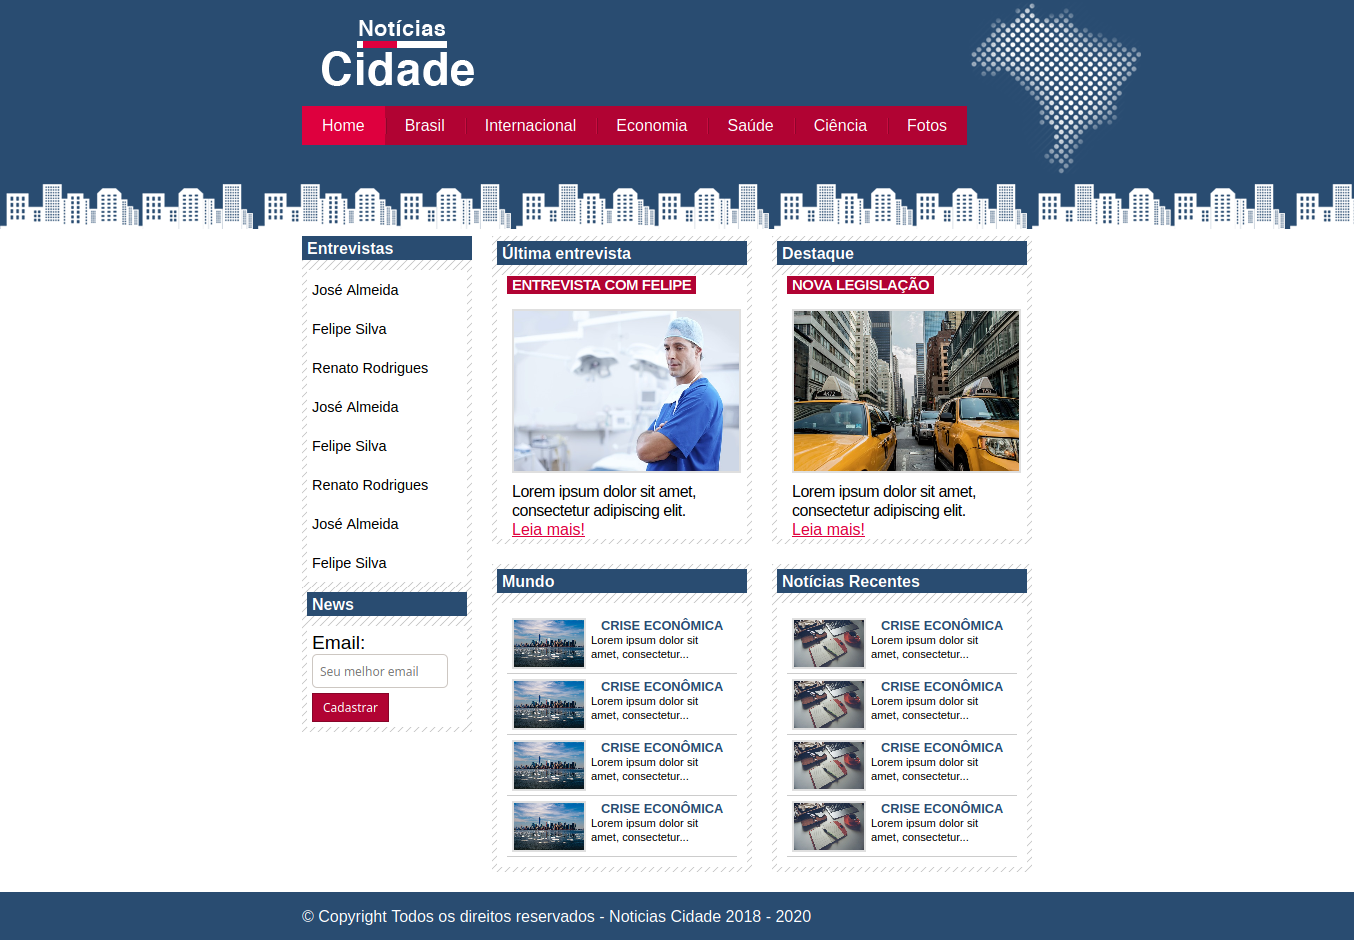 Notícias
Cidade
Home
Brasil
Internacional
Economia
Saúde
Ciência
Fotos
Entrevistas
José Almeida
Felipe Silva
Renato Rodrigues
José Almeida
Felipe Silva
Renato Rodrigues
José Almeida
Felipe Silva
News
Email:
Seu melhor email
Cadastrar
Última entrevista
ENTREVISTA COM FELIPE
Lorem ipsum dolor sit amet,
consectetur adipiscing elit.
Leia mais!
Destaque
NOVA LEGISLAÇÃO
Lorem ipsum dolor sit amet,
consectetur adipiscing elit.
Leia mais!
Mundo
CRISE ECONÔMICA
Lorem ipsum dolor sit
amet, consectetur...
CRISE ECONÔMICA
Lorem ipsum dolor sit
amet, consectetur...
CRISE ECONÔMICA
Lorem ipsum dolor sit
amet, consectetur...
CRISE ECONÔMICA
Lorem ipsum dolor sit
amet, consectetur...
Notícias Recentes
CRISE ECONÔMICA
Lorem ipsum dolor sit
amet, consectetur...
CRISE ECONÔMICA
Lorem ipsum dolor sit
amet, consectetur...
CRISE ECONÔMICA
Lorem ipsum dolor sit
amet, consectetur...
CRISE ECONÔMICA
Lorem ipsum dolor sit
amet, consectetur...
© Copyright Todos os direitos reservados - Noticias Cidade 2018 - 2020